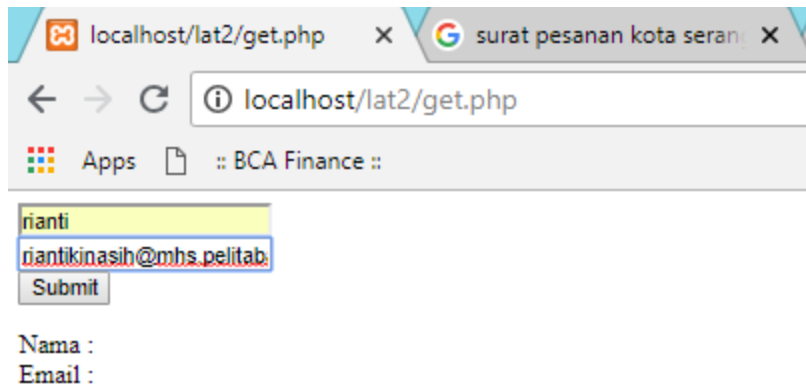 localhost/lat2/get.php
surat pesanan kota serang
localhost/lat2/get.php
Apps :: BCA Finance ::
rianti
riantikinasih@mhs.pelitaba
Submit
Nama :
Email :